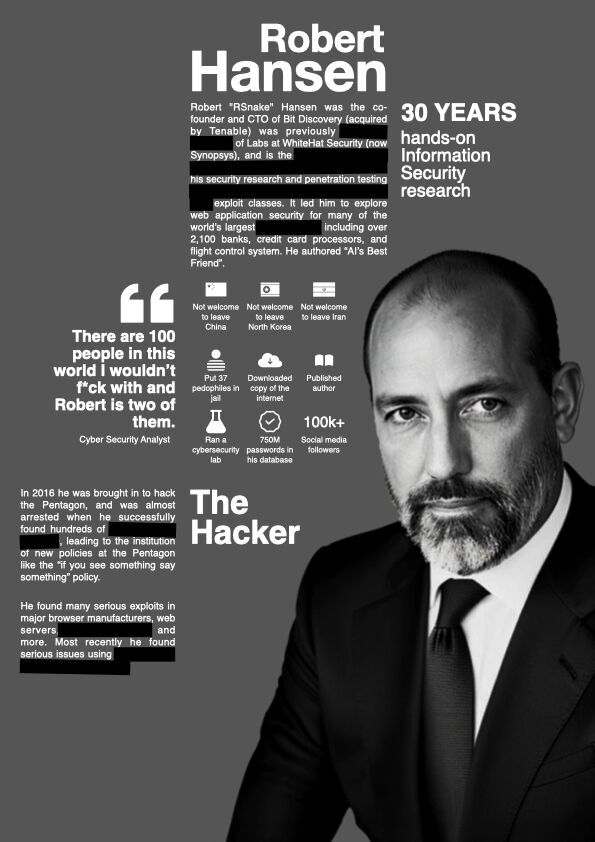 Robert
Hansen
Robert "RSnake" Hansen was the co-
founder and CTO of Bit Discovery (acquired
by Tenable) was previously
of Labs at WhiteHat Security (now
Synopsys), and is the
his security research and penetration testing
exploit classes. It led him to explore
web application security for many of the
world's largest including over
2,100 banks, credit card processors, and
flight control system. He authored "AI's Best
Friend".
30 YEARS
hands-on
Information
Security
research
There are 100
people in this
world I wouldn't
f*ck with and
Robert is two of
them.
Cyber Security Analyst
Not welcome
to leave
China
Not welcome
to leave
North Korea
Not welcome
to leave Iran
Put 37
pedophiles in
jail
Downloaded
copy of the
internet
Published
author
Ran a
cybersecurity
lab
750M
passwords in
his database
100k+
Social media
followers
In 2016 he was brought in to hack
the Pentagon, and was almost
arrested when he successfully
found hundreds of
, leading to the institution
of new policies at the Pentagon
like the "if you see something say
something" policy.
He found many serious exploits in
major browser manufacturers, web
servers, and
more. Most recently he found
serious issues using
The
Hacker